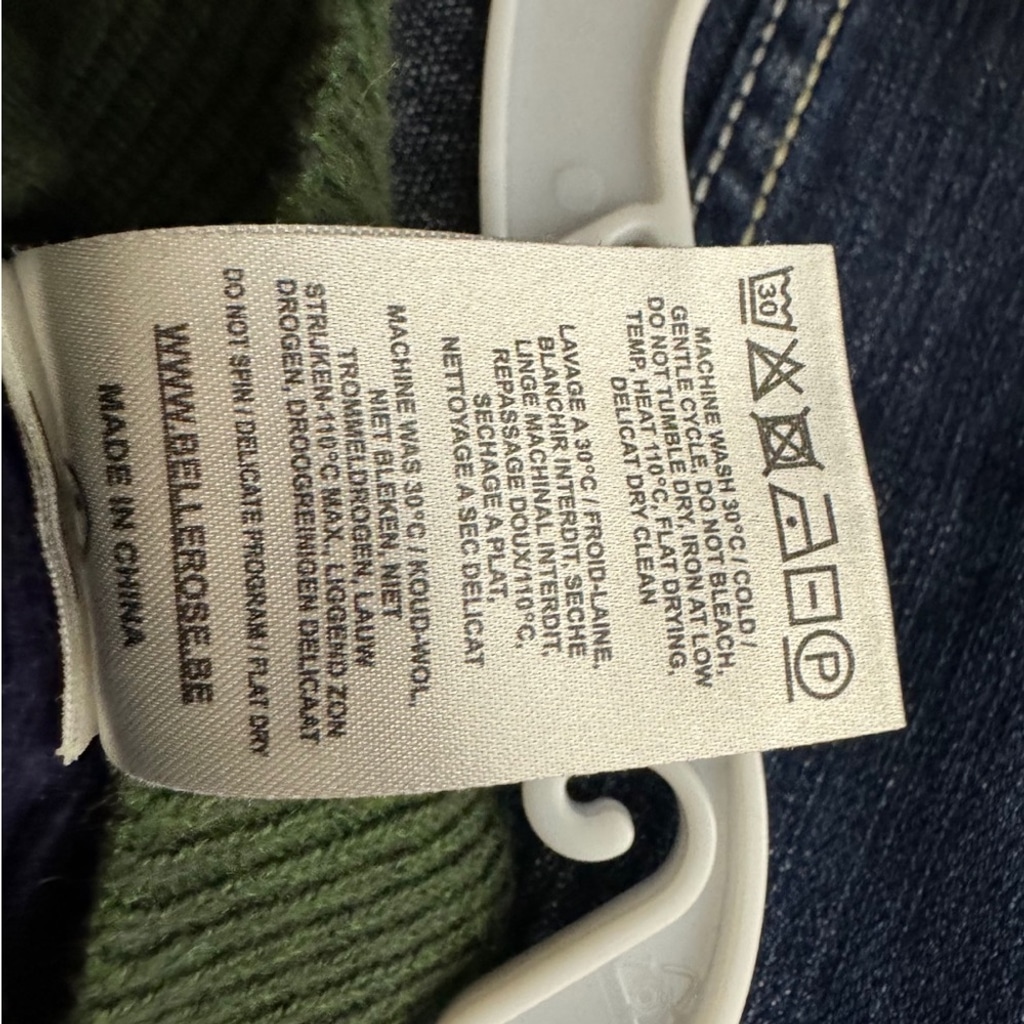 30
P
MACHINE WASH 30°C / COLD /
GENTLE CYCLE, DO NOT BLEACH,
DO NOT TUMBLE DRY, IRON AT LOW
TEMP, HEAT 110°C, FLAT DRYING,
DELICAT DRY CLEAN
LAVAGE A 30°C / FROID-LAINE,
BLANCHIR INTERDIT. SECHE
LINGE MACHINAL INTERDIT,
REPASSAGE DOUX/110°C,
SECHAGE A PLAT,
NETTOYAGE A SEC DELICAT
MACHINE WAS 30°C / KOUD-WOL,
NIET BLEKEN, NIET
TROMMELDROGEN, LAUW
STRIJKEN-110°C MAX., LIGGEND ZON
DROGEN, DROOGREINIGEN DELICAAT
DO NOT SPIN / DELICATE PROGRAM / FLAT DRY
WWW.BELLEROSE.BE
MADE IN CHINA